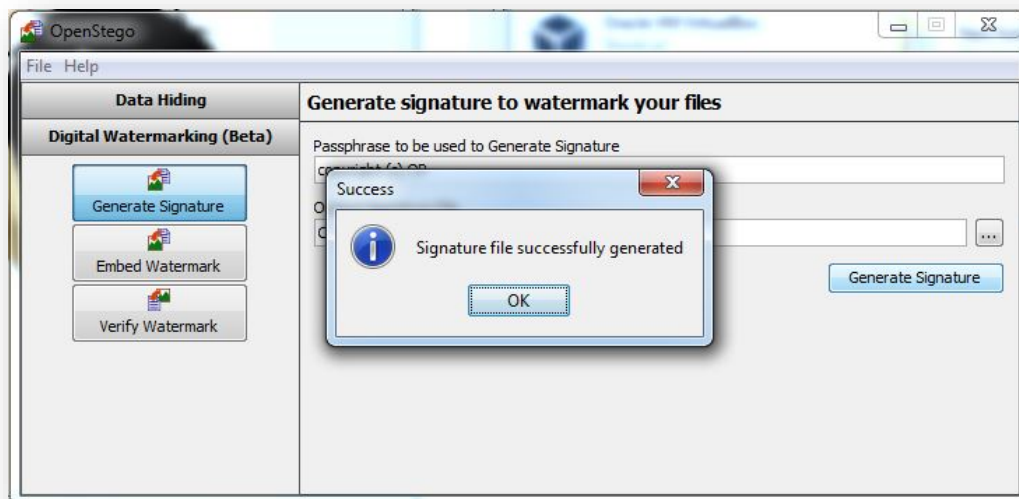 OpenStego
File Help
Data Hiding
Digital Watermarking (Beta)
Generate Signature
Embed Watermark
Verify Watermark
Generate signature to watermark your files
Passphrase to be used to Generate Signature
Success
Signature file successfully generated
OK
...
Generate Signature